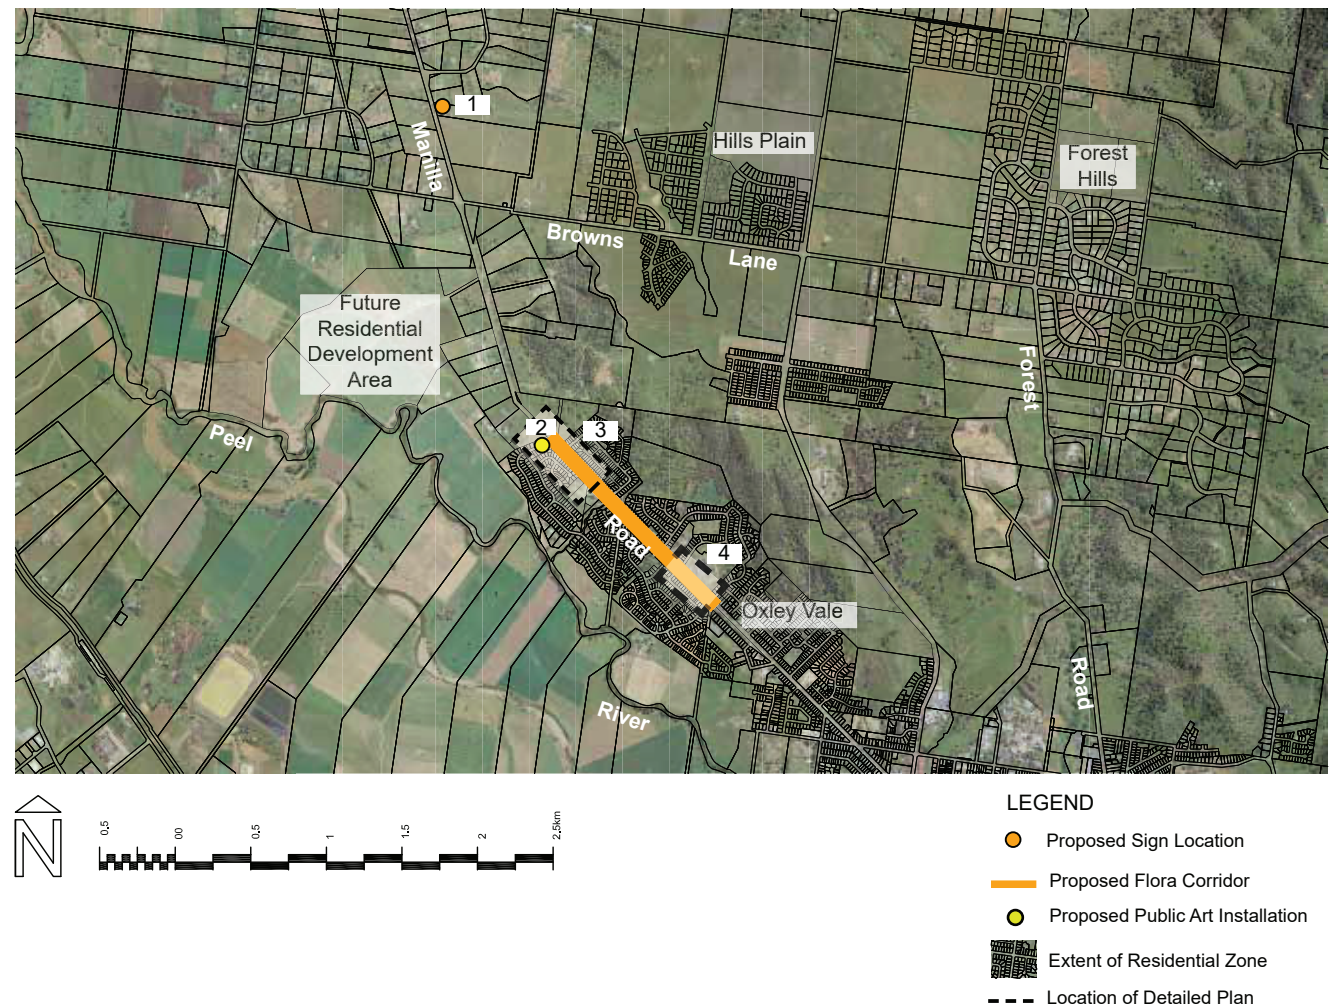 1
Manilla
Hills Plain
Forest
Hills
Browns
Lane
Future
Residential
Development
Area
Forest
Peel
2
3
Road
4
Oxley Vale
Road
River
N
0.5
00
0.5
1
1.5
2
2.5km
LEGEND
Proposed Sign Location
Proposed Flora Corridor
Proposed Public Art Installation
Extent of Residential Zone
Location of Detailed Plan